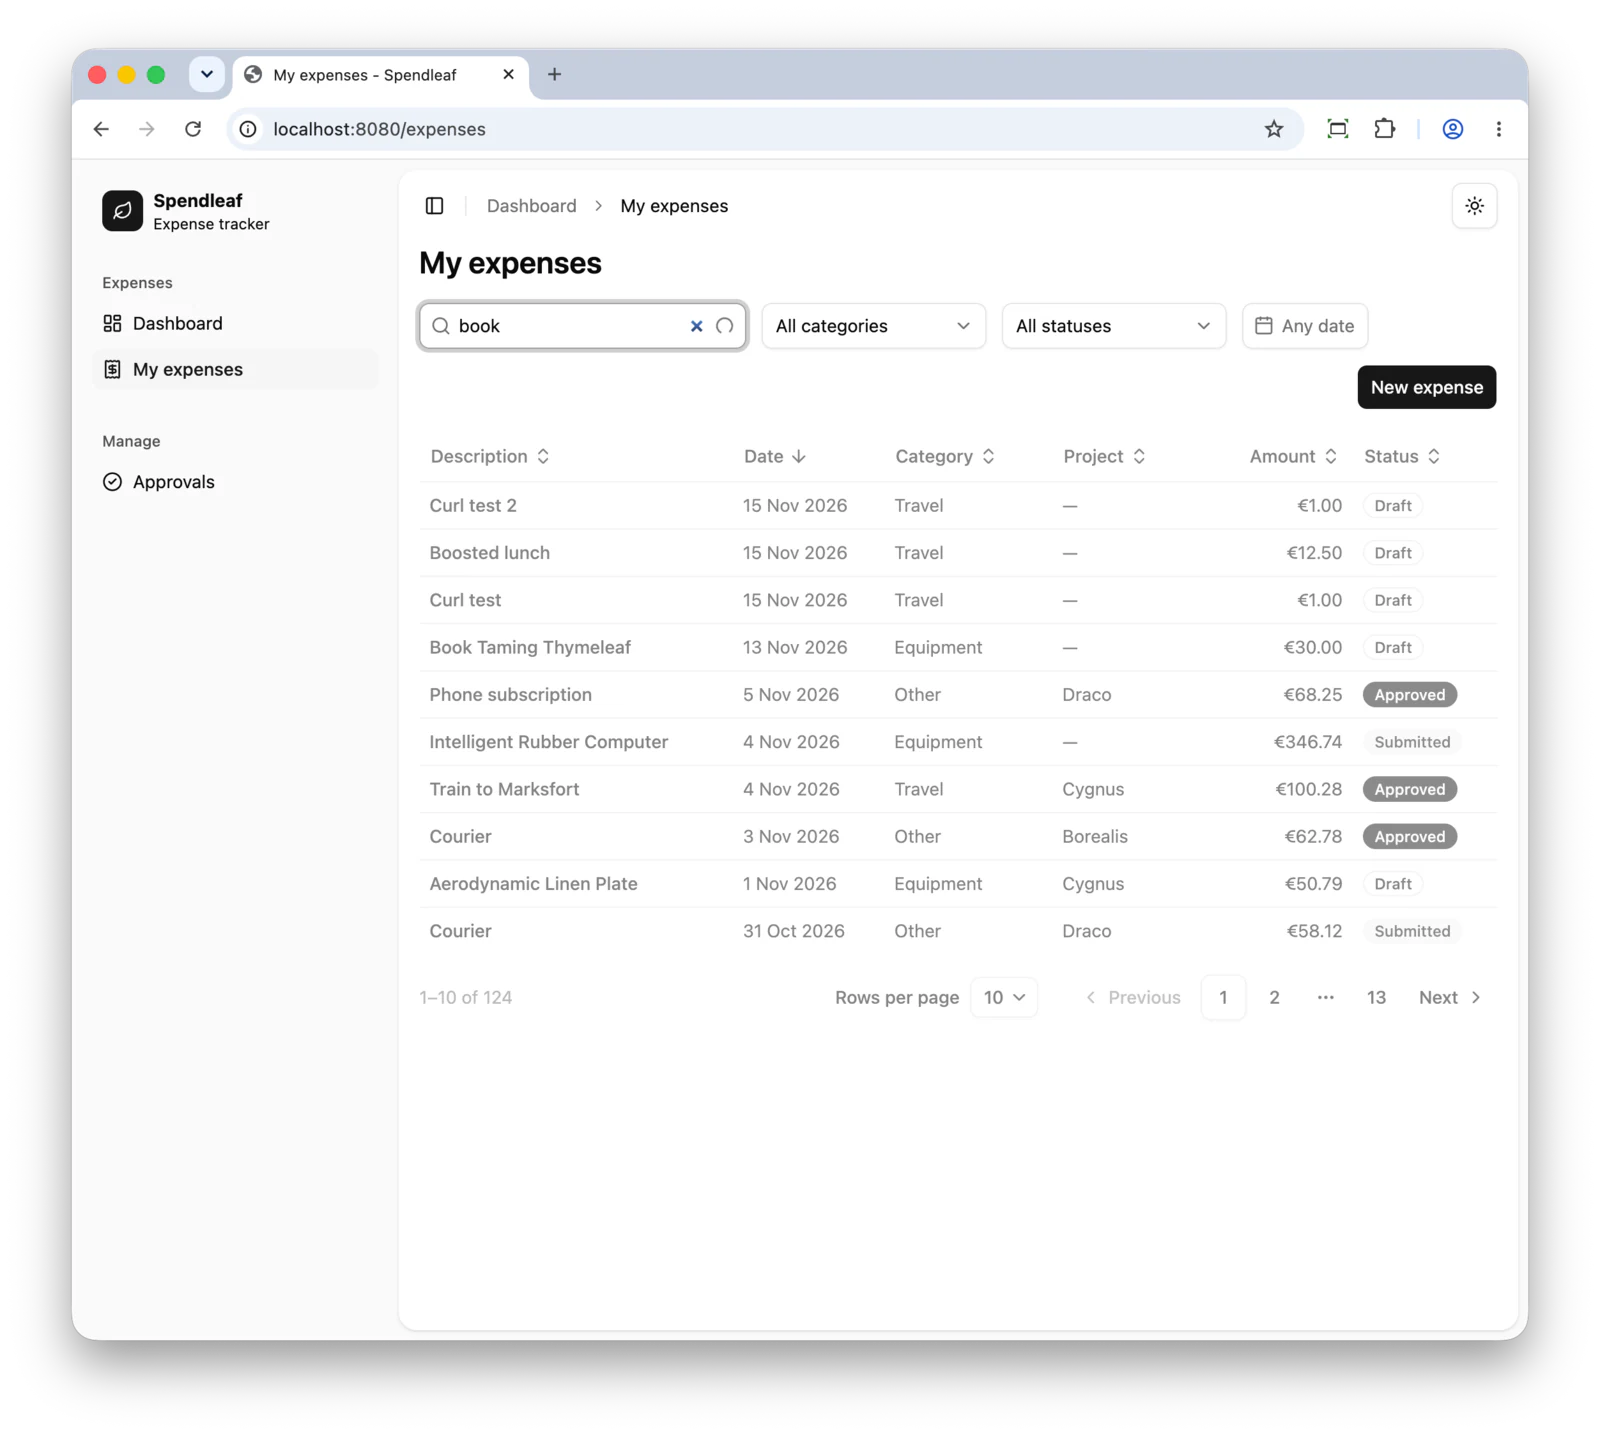 My expenses - Spendleaf
localhost:8080/expenses
Spendleaf
Expense tracker
Expenses
Dashboard
My expenses
Manage
Approvals
Dashboard > My expenses
My expenses
book All categories All statuses Any date
New expense
Description Date Category Project Amount Status
Curl test 2 15 Nov 2026 Travel — €1.00 Draft
Boosted lunch 15 Nov 2026 Travel — €12.50 Draft
Curl test 15 Nov 2026 Travel — €1.00 Draft
Book Taming Thymeleaf 13 Nov 2026 Equipment — €30.00 Draft
Phone subscription 5 Nov 2026 Other Draco €68.25 Approved
Intelligent Rubber Computer 4 Nov 2026 Equipment — €346.74 Submitted
Train to Marksfort 4 Nov 2026 Travel Cygnus €100.28 Approved
Courier 3 Nov 2026 Other Borealis €62.78 Approved
Aerodynamic Linen Plate 1 Nov 2026 Equipment Cygnus €50.79 Draft
Courier 31 Oct 2026 Other Draco €58.12 Submitted
1–10 of 124 Rows per page 10 Previous 1 2 ... 13 Next